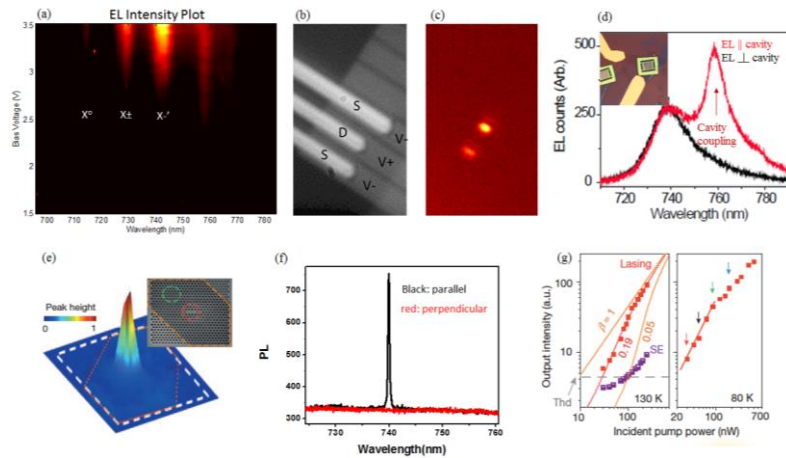 (a)
EL Intensity Plot
3.5
3
2.5
2
1.5
Bias Voltage (V)
X⁰
X±
X-'
700 710 720 730 740 750 760 770 780
Wavelength (nm)
(b)
S
D
S
V-
V+
V-
(c)
(d)
500
250
0
EL counts (Arb.)
EL || cavity
EL ⊥ cavity
Cavity
coupling
720 740 760 780
Wavelength (nm)
(e)
Peak height
0 1
(f)
Black: parallel
red: perpendicular
700
600
500
400
300
PL
730 740 750 760
Wavelength(nm)
(g)
Output intensity (a.u.)
100
10
Thd
Lasing
β = 1
0.19
0.05
SE
130 K
80 K
10 100
20 100 700
Incident pump power (nW)